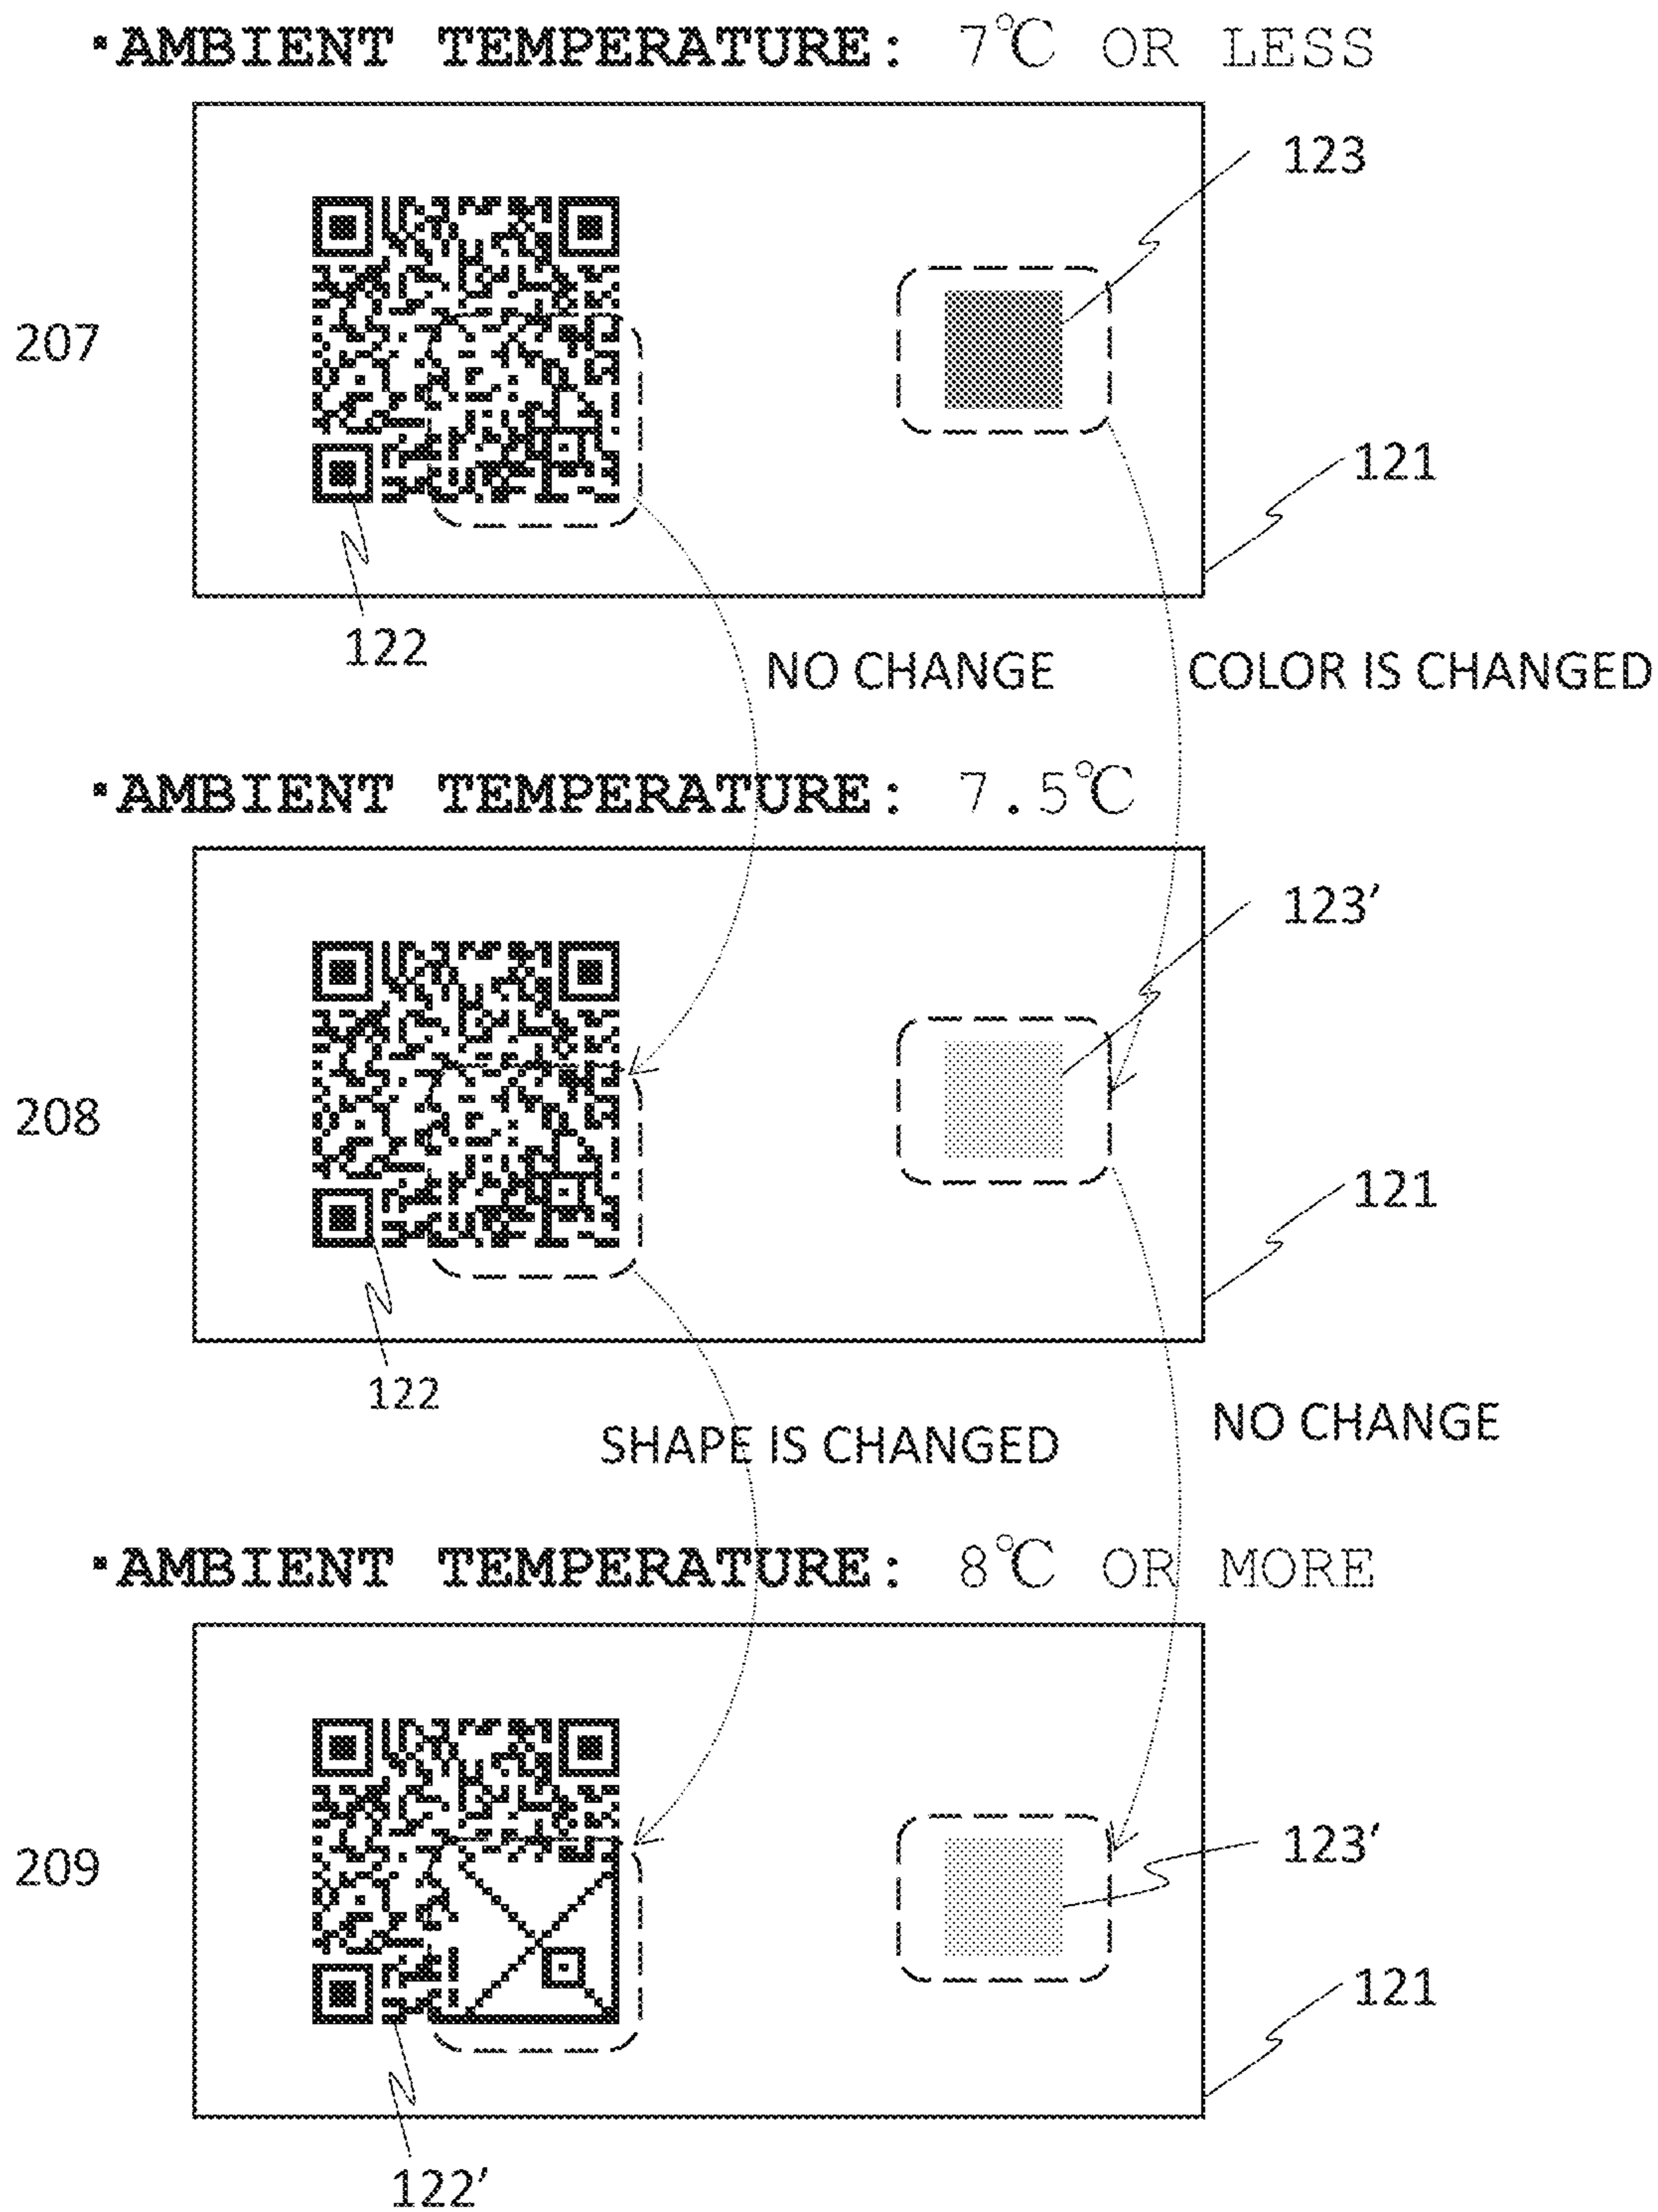 ▪AMBIENT TEMPERATURE: 7℃ OR LESS
123
207
121
122
NO CHANGE
COLOR IS CHANGED
▪AMBIENT TEMPERATURE: 7.5℃
123′
208
121
122
NO CHANGE
SHAPE IS CHANGED
▪AMBIENT TEMPERATURE: 8℃ OR MORE
123′
209
121
122′